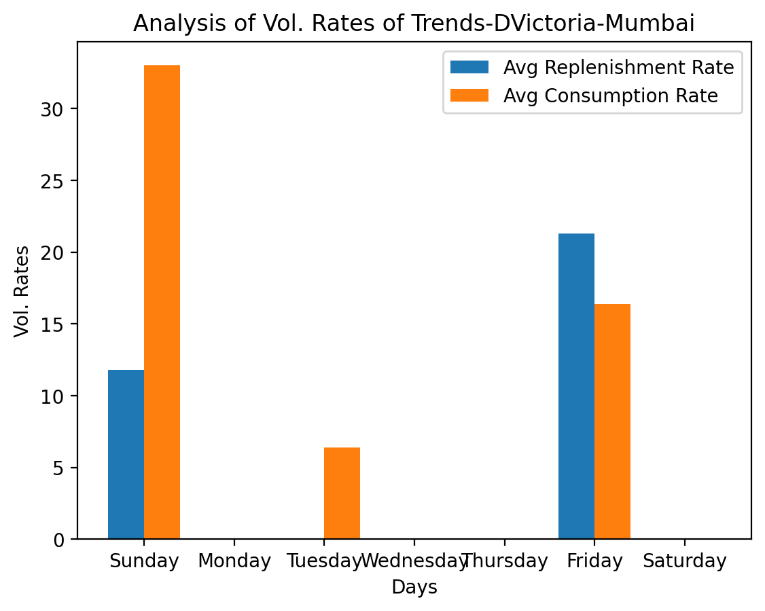 Analysis of Vol. Rates of Trends-DVictoria-Mumbai
Avg Replenishment Rate
Avg Consumption Rate
Vol. Rates
30
25
20
15
10
5
0
Sunday Monday Tuesday Wednesday Thursday Friday Saturday
Days